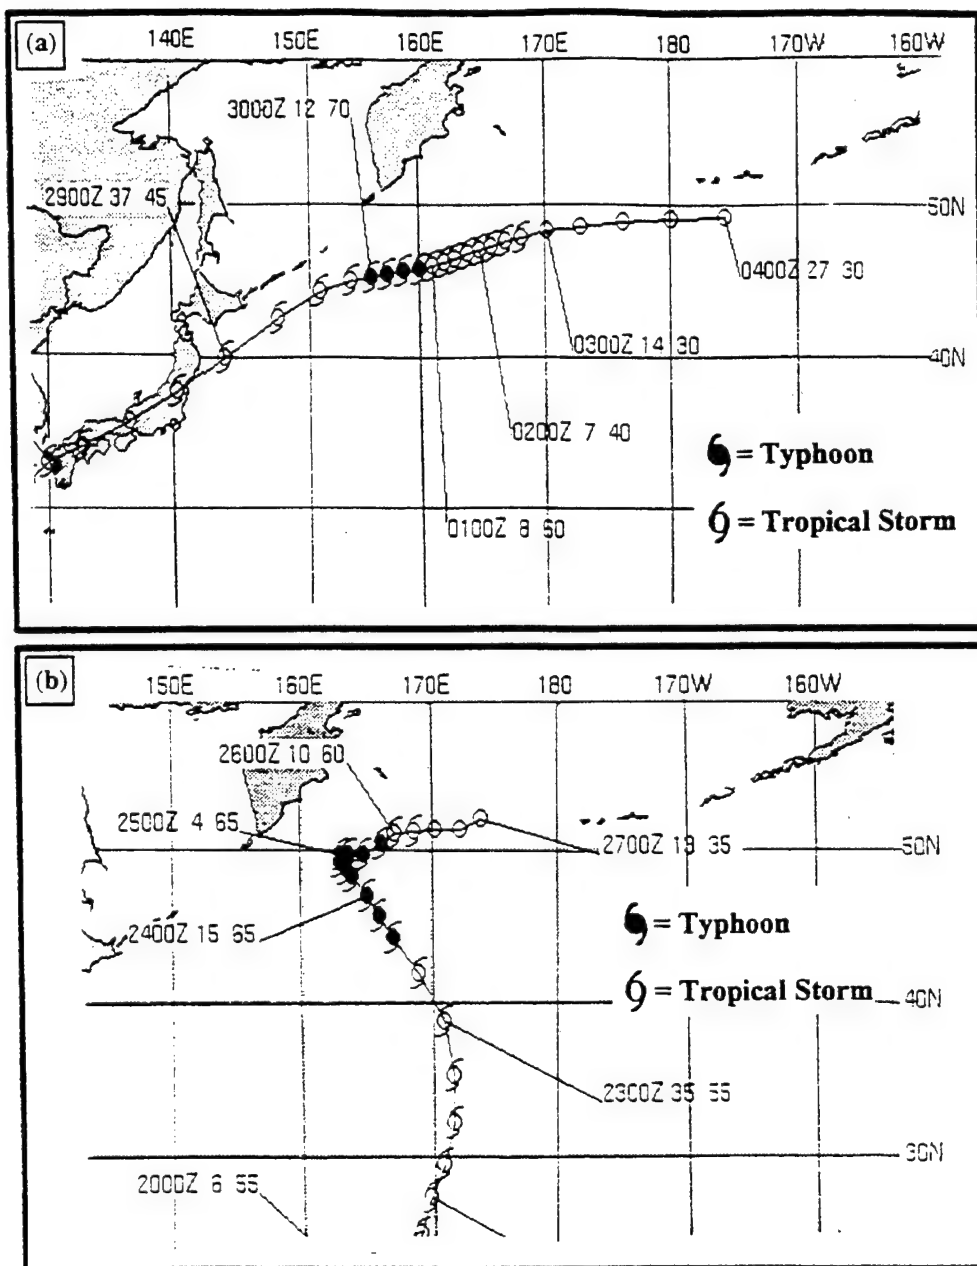 (a)
140E 150E 160E 170E 180 170W 160W
3000Z 12 70
2900Z 37 45
50N
0400Z 27 30
0300Z 14 30
40N
0200Z 7 40
= Typhoon
0100Z 8 60
= Tropical Storm
(b)
150E 160E 170E 180 170W 160W
2600Z 10 60
2500Z 4 65
2700Z 18 35
50N
2400Z 15 65
= Typhoon
= Tropical Storm
40N
2300Z 35 55
30N
2000Z 6 55